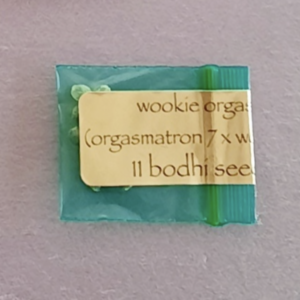 wookie orgas
(orgasmatron 7 x w
11 bodhi see